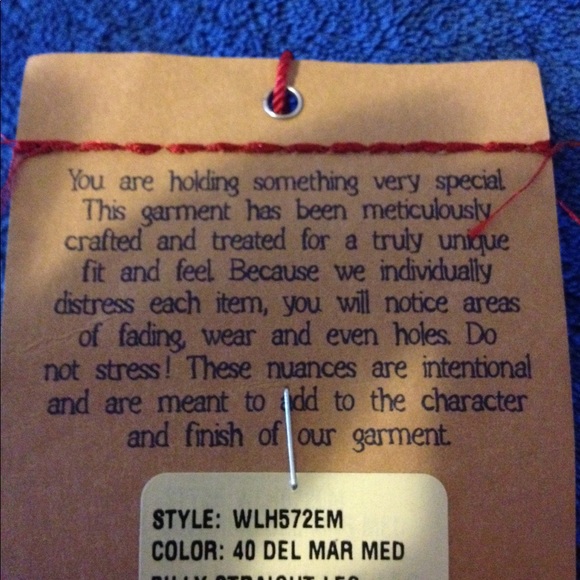 You are holding something very special.
This garment has been meticulously
crafted and treated for a truly unique
fit and feel. Because we individually
distress each item, you will notice areas
of fading, wear and even holes. Do
not stress! These nuances are intentional
and are meant to add to the character
and finish of our garment.
STYLE: WLH572EM
COLOR: 40 DEL MAR MED